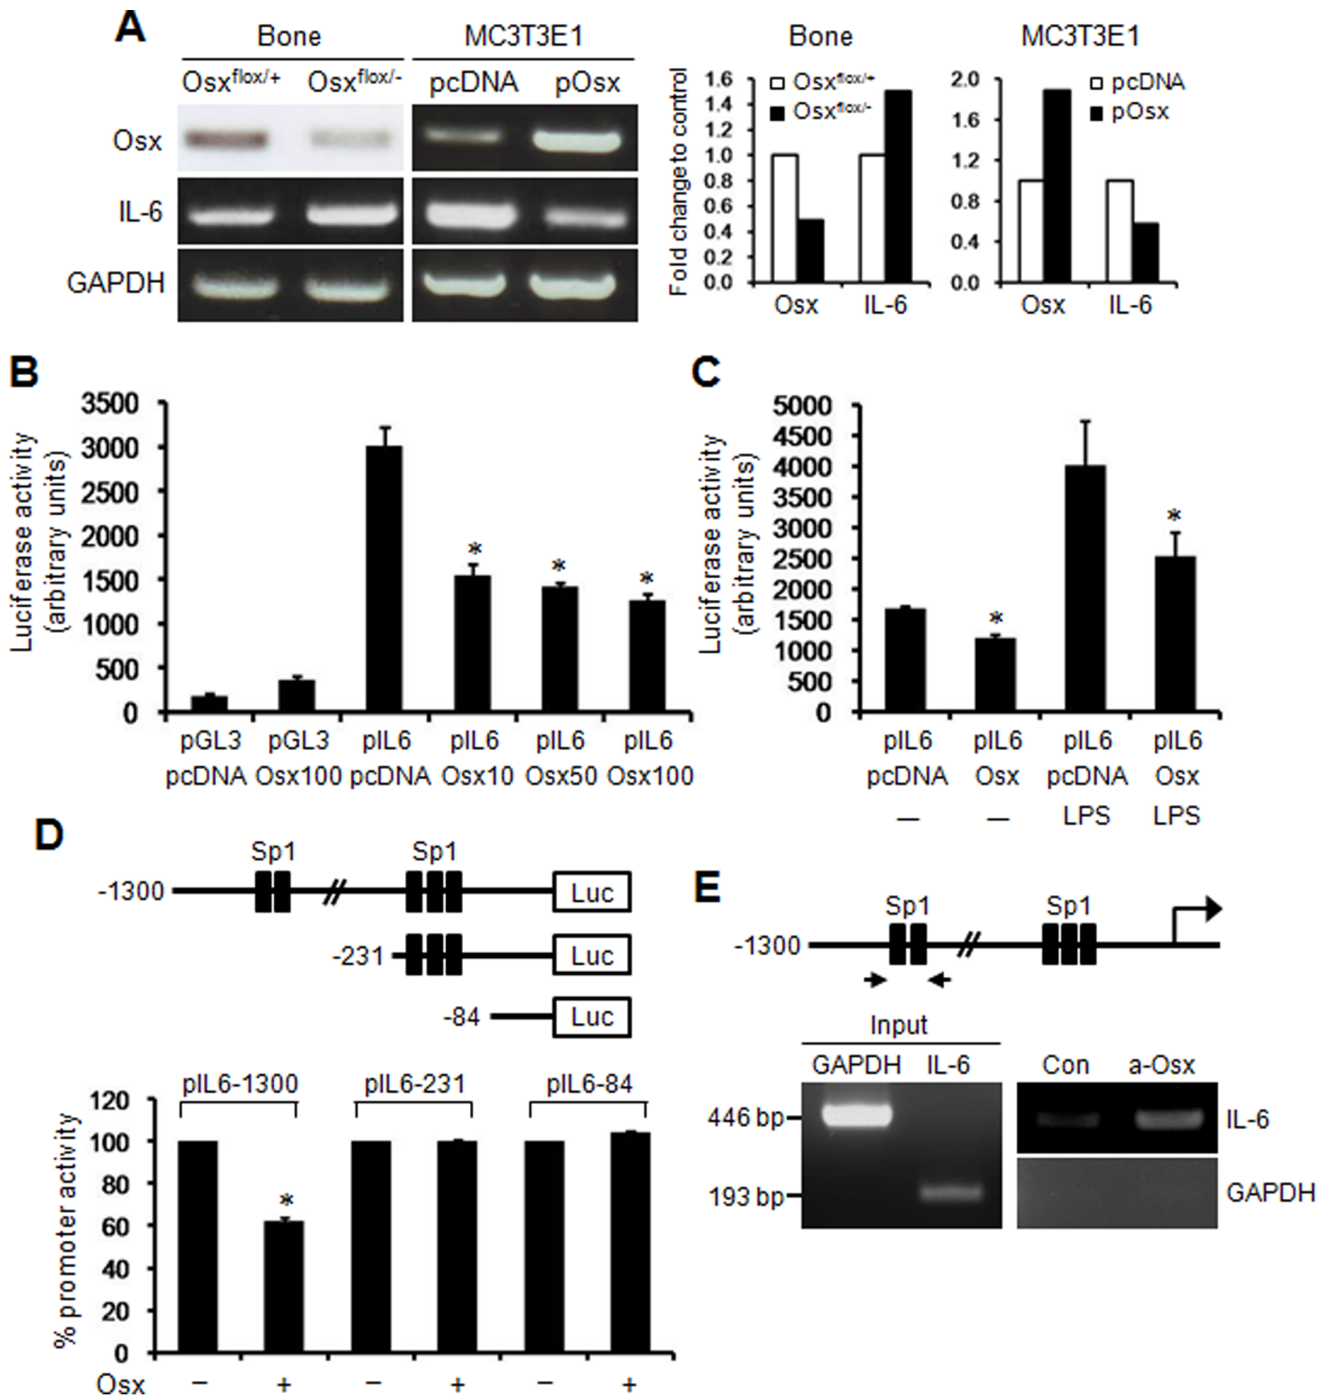 A
Bone
MC3T3E1
Osxflox/+ Osxflox/-
pcDNA pOsx
Osx
IL-6
GAPDH
Bone
Fold change to control
1.6
1.4
1.2
1.0
0.8
0.6
0.4
0.2
0.0
Osxflox/+
Osxflox/-
Osx IL-6
MC3T3E1
2.0
1.6
1.2
0.8
0.4
0.0
pcDNA
pOsx
Osx IL-6
B
Luciferase activity
(arbitrary units)
3500
3000
2500
2000
1500
1000
500
0
* * *
pGL3 pGL3 pIL6 pIL6 pIL6 pIL6
pcDNA Osx100 pcDNA Osx10 Osx50 Osx100
C
Luciferase activity
(arbitrary units)
5000
4500
4000
3500
3000
2500
2000
1500
1000
500
0
* *
pIL6 pIL6 pIL6 pIL6
pcDNA Osx pcDNA Osx
— — LPS LPS
D
Sp1 Sp1
-1300 // Luc
-231 Luc
-84 Luc
pIL6-1300 pIL6-231 pIL6-84
% promoter activity
120
100
80
60
40
20
0
*
Osx – + – + – +
E
Sp1 Sp1
-1300 //
Input
GAPDH IL-6
446 bp
193 bp
Con a-Osx
IL-6
GAPDH